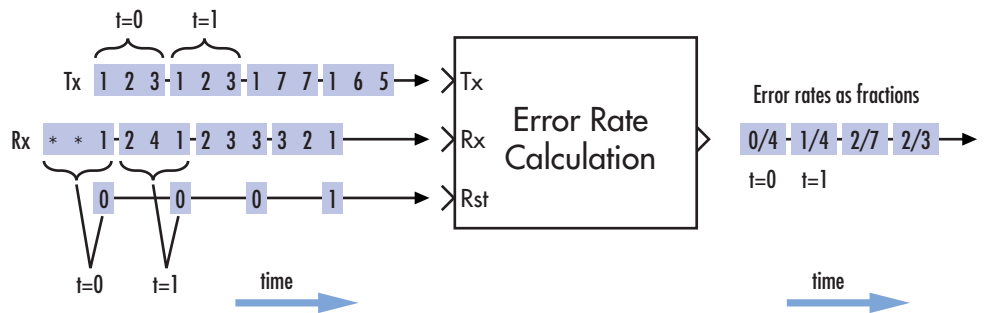 t=0 t=1
Tx 1 2 3 1 2 3 1 7 7 1 6 5
Rx * * 1 2 4 1 2 3 3 3 2 1
0 0 0 1
t=0 t=1
time
Tx
Rx
Rst
Error Rate
Calculation
Error rates as fractions
0/4 1/4 2/7 2/3
t=0 t=1
time